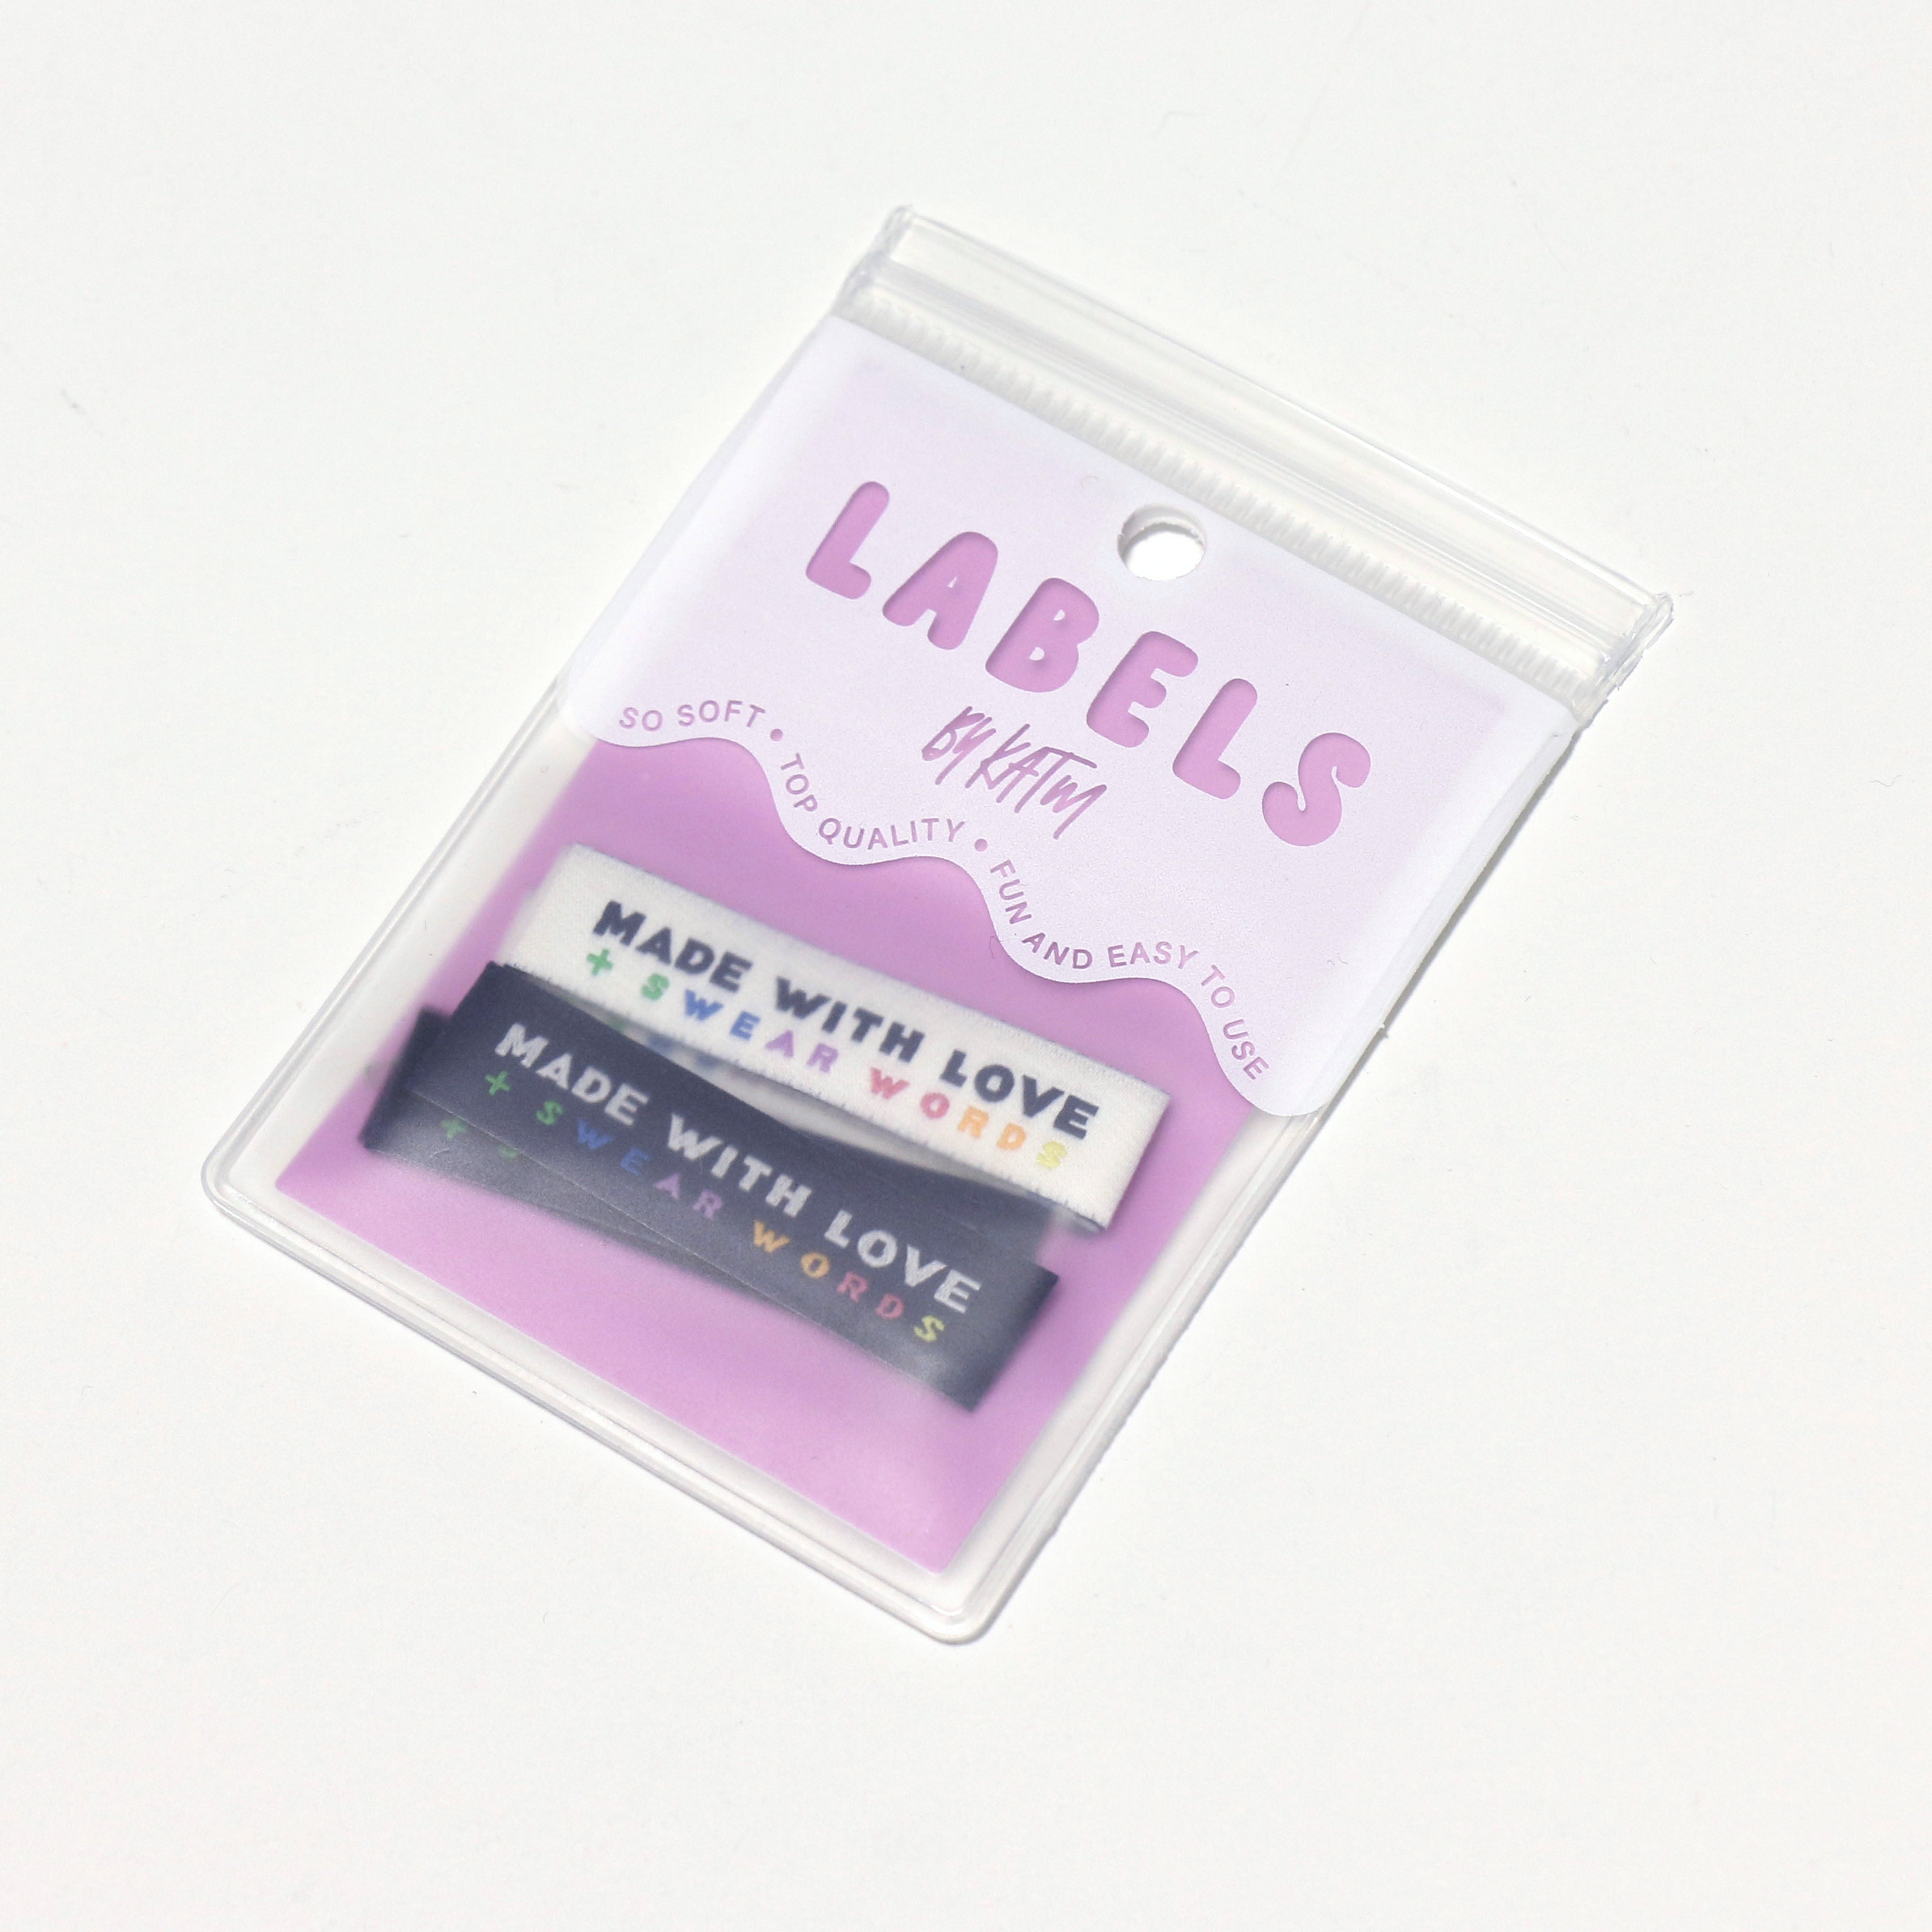 LABELS
BY KATM
SO SOFT • TOP QUALITY • FUN AND EASY TO USE
MADE WITH LOVE
+ SWEAR WORDS
MADE WITH LOVE
+ SWEAR WORDS
+ S